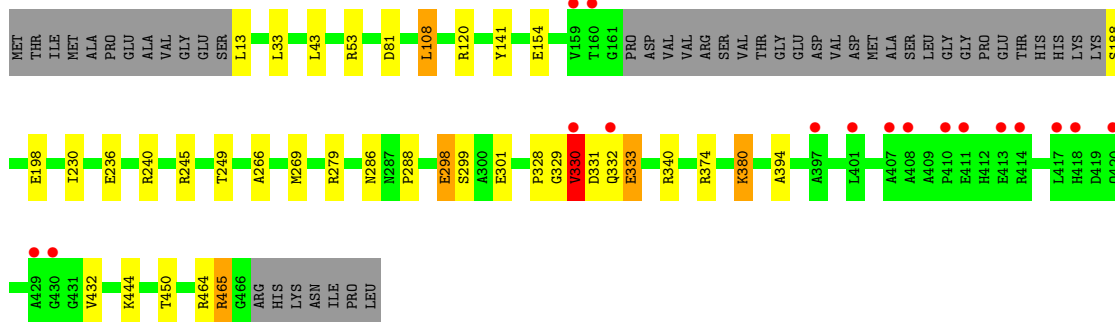 MET THR ILE MET ALA PRO GLU ALA VAL GLY GLU SER L13 L33 L43 R53 D81 L108 R120 Y141 E154 V159 T160 G161 PRO ASP VAL VAL ARG SER VAL THR GLY GLU ASP VAL ASP MET ALA SER LEU GLY GLY PRO GLU THR HIS HIS LYS LYS S188
E198 I230 E236 R240 R245 T249 A266 M269 R279 N286 N287 P288 E298 S299 A300 E301 P328 G329 V330 D331 Q332 E333 R340 R374 K380 A394 A397 L401 A407 A408 A409 P410 E411 H412 E413 R414 L417 H418 D419
A429 G430 G431 V432 K444 T450 R464 R465 G466 ARG HIS LYS ASN ILE PRO LEU